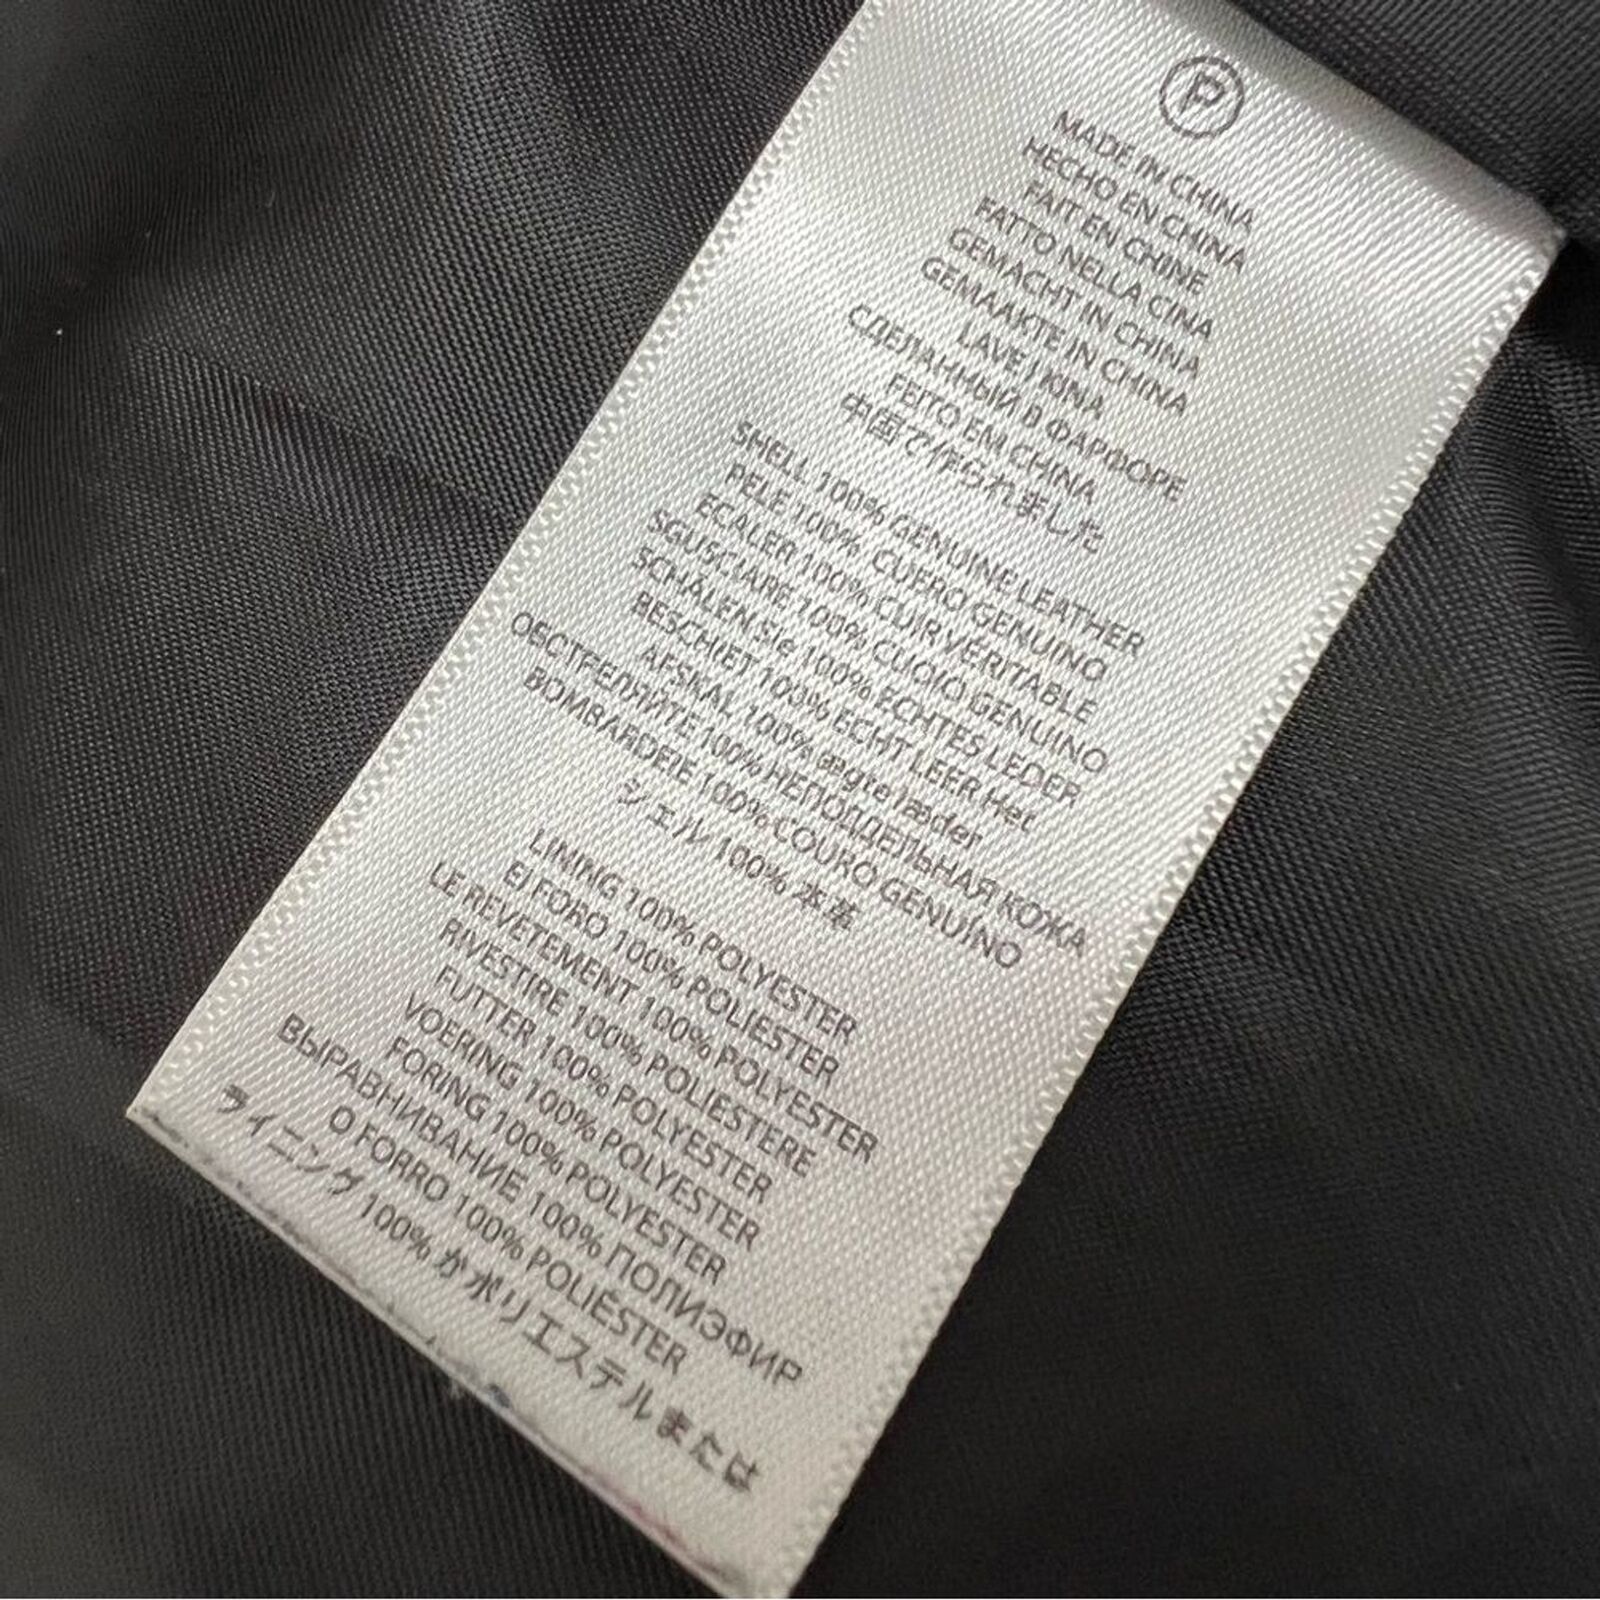 P
MADE IN CHINA
HECHO EN CHINA
FAIT EN CHINE
FATTO NELLA CINA
GEMACHT IN CHINA
GEMAAKTE IN CHINA
LAVE I KINA
СДЕЛАННЫЙ В ФАРФОРЕ
FEITO EM CHINA
中国で作られました
SHELL 100% GENUINE LEATHER
PELE 100% CUERO GENUINO
ECALER 100% CUIR VERITABLE
SGUSCIARE 100% CUOIO GENUINO
SCHÄLEN Sie 100% ECHTES LEDER
BESCHIET 100% ECHT LEER Het
AFSKAL 100% ægte læder
ОБСТРЕЛЯЙТЕ 100% НЕПОДДЕЛЬНАЯ КОЖА
BOMBARDEIE 100% COURO GENUÍNO
シェル 100% 本革
LINING 100% POLYESTER
EI FORO 100% POLIESTER
LE REVETEMENT 100% POLYESTER
RIVESTIRE 100% POLIESTERE
FUTTER 100% POLYESTER
VOERING 100% POLYESTER
FORING 100% POLYESTER
ВЫРАВНИВАНИЕ 100% ПОЛИЭФИР
O FORRO 100% POLIÉSTER
ライニング 100% かポリエステルまたは